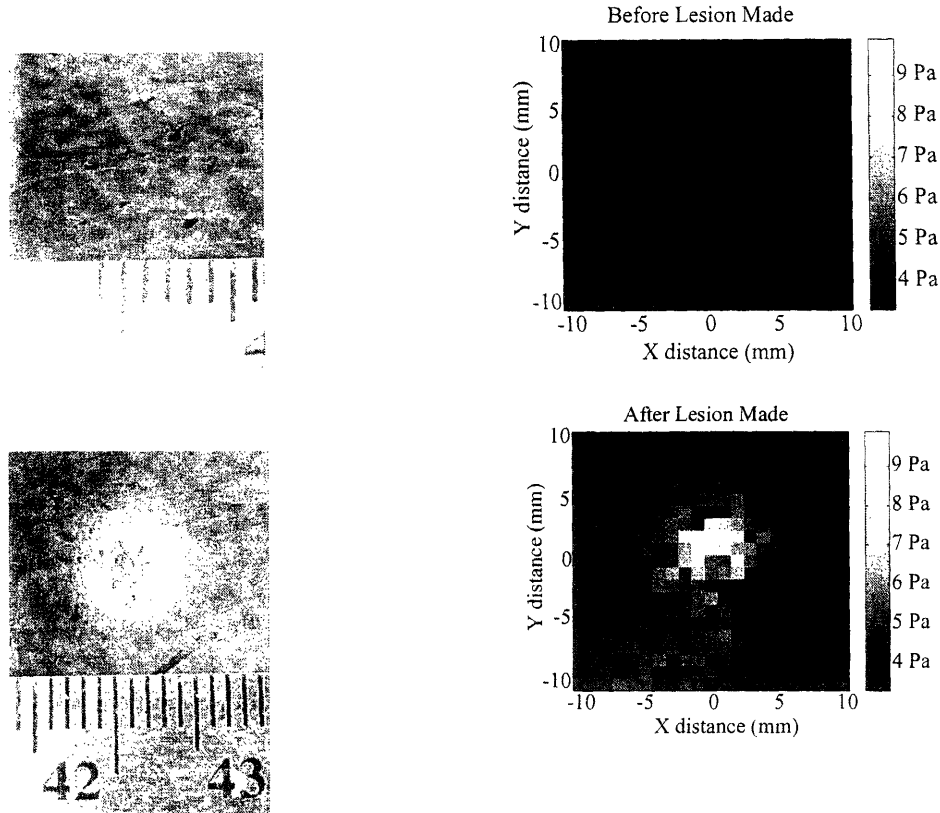 Before Lesion Made
10
5
0
-5
-10
Y distance (mm)
-10 -5 0 5 10
X distance (mm)
9 Pa
8 Pa
7 Pa
6 Pa
5 Pa
4 Pa
After Lesion Made
10
5
0
-5
-10
Y distance (mm)
-10 -5 0 5 10
X distance (mm)
9 Pa
8 Pa
7 Pa
6 Pa
5 Pa
4 Pa
42 43